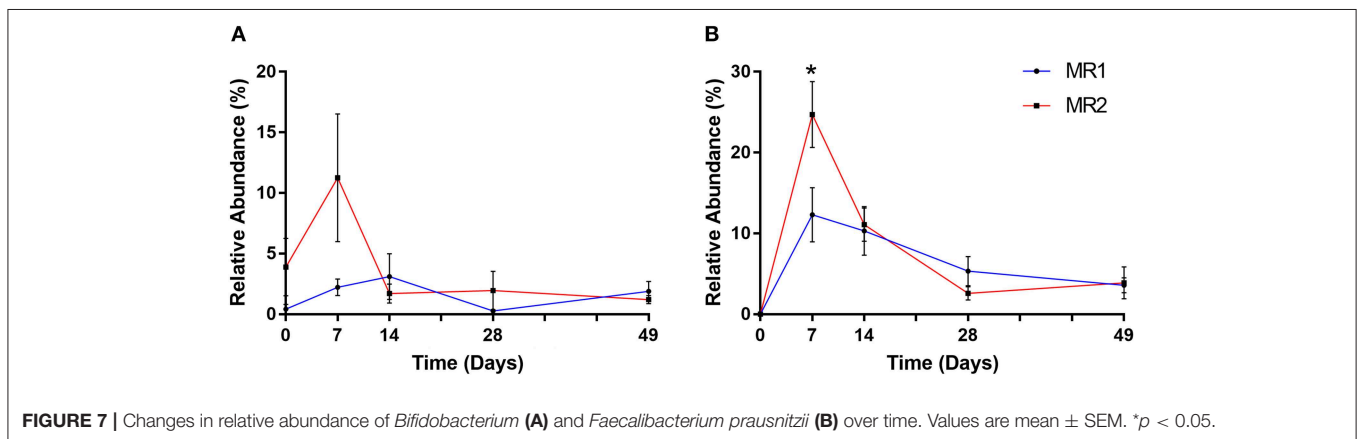 A
B
20
15
10
5
0
Relative Abundance (%)
0 7 14 28 49
Time (Days)
30
20
10
0
Relative Abundance (%)
*
0 7 14 28 49
Time (Days)
MR1
MR2
FIGURE 7 | Changes in relative abundance of Bifidobacterium (A) and Faecalibacterium prausnitzii (B) over time. Values are mean ± SEM. *p < 0.05.